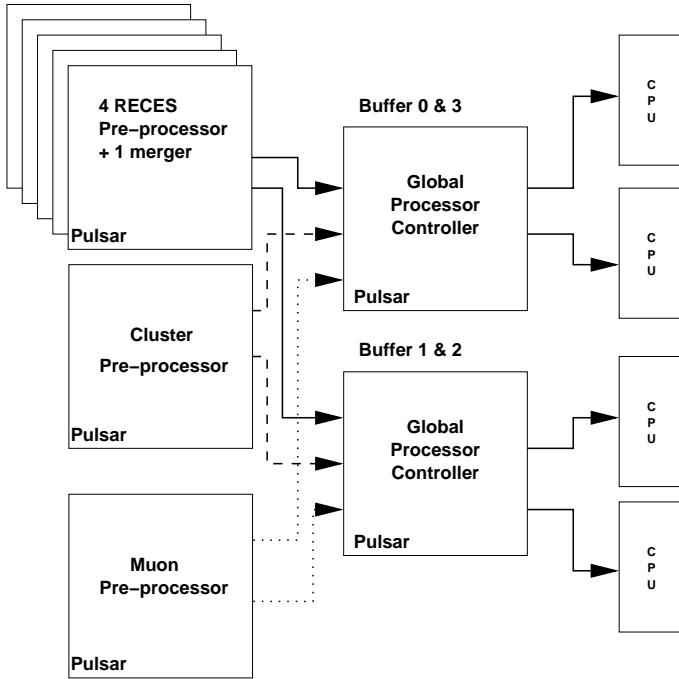 4 RECES
Pre-processor
+ 1 merger
Pulsar
Cluster
Pre-processor
Pulsar
Muon
Pre-processor
Pulsar
Buffer 0 & 3
Global
Processor
Controller
Pulsar
Buffer 1 & 2
Global
Processor
Controller
Pulsar
C
P
U
C
P
U
C
P
U
C
P
U